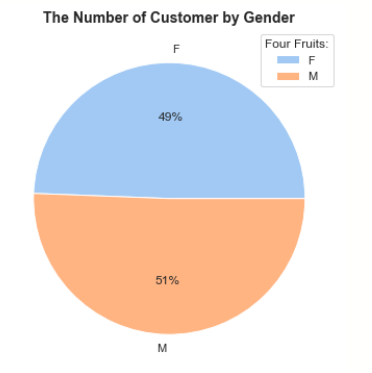 The Number of Customer by Gender
Four Fruits:
F
M
F
49%
51%
M